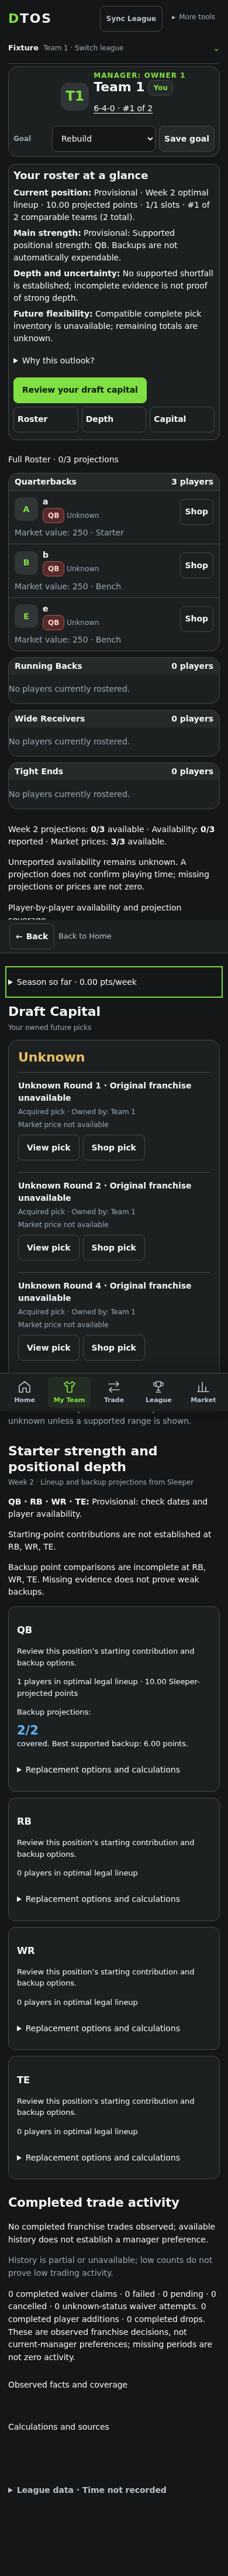 DTOS
Sync League
▸ More tools
Fixture Team 1 · Switch league
MANAGER: OWNER 1
T1
Team 1 You
6-4-0 · #1 of 2
Goal
Rebuild
Save goal
Your roster at a glance
Current position: Provisional · Week 2 optimal
lineup · 10.00 projected points · 1/1 slots · #1 of
2 comparable teams (2 total).
Main strength: Provisional: Supported
positional strength: QB. Backups are not
automatically expendable.
Depth and uncertainty: No supported shortfall
is established; incomplete evidence is not proof
of strong depth.
Future flexibility: Compatible complete pick
inventory is unavailable; remaining totals are
unknown.
▸ Why this outlook?
Review your draft capital
Roster
Depth
Capital
Full Roster · 0/3 projections
Quarterbacks 3 players
A
a
QB Unknown
Shop
Market value: 250 · Starter
B
b
QB Unknown
Shop
Market value: 250 · Bench
E
e
QB Unknown
Shop
Market value: 250 · Bench
Running Backs 0 players
No players currently rostered.
Wide Receivers 0 players
No players currently rostered.
Tight Ends 0 players
No players currently rostered.
Week 2 projections: 0/3 available · Availability: 0/3
reported · Market prices: 3/3 available.
Unreported availability remains unknown. A
projection does not confirm playing time; missing
projections or prices are not zero.
Player-by-player availability and projection
coverage
← Back
Back to Home
▸ Season so far · 0.00 pts/week
Draft Capital
Your owned future picks
Unknown
Unknown Round 1 · Original franchise
unavailable
Acquired pick · Owned by: Team 1
Market price not available
View pick
Shop pick
Unknown Round 2 · Original franchise
unavailable
Acquired pick · Owned by: Team 1
Market price not available
View pick
Shop pick
Unknown Round 4 · Original franchise
unavailable
Acquired pick · Owned by: Team 1
Market price not available
View pick
Shop pick
Home
My Team
Trade
League
Market
unknown unless a supported range is shown.
Starter strength and
positional depth
Week 2 · Lineup and backup projections from Sleeper
QB · RB · WR · TE: Provisional: check dates and
player availability.
Starting-point contributions are not established at
RB, WR, TE.
Backup point comparisons are incomplete at RB,
WR, TE. Missing evidence does not prove weak
backups.
QB
Review this position's starting contribution and
backup options.
1 players in optimal legal lineup · 10.00 Sleeper-
projected points
Backup projections:
2/2
covered. Best supported backup: 6.00 points.
▸ Replacement options and calculations
RB
Review this position's starting contribution and
backup options.
0 players in optimal legal lineup
▸ Replacement options and calculations
WR
Review this position's starting contribution and
backup options.
0 players in optimal legal lineup
▸ Replacement options and calculations
TE
Review this position's starting contribution and
backup options.
0 players in optimal legal lineup
▸ Replacement options and calculations
Completed trade activity
No completed franchise trades observed; available
history does not establish a manager preference.
History is partial or unavailable; low counts do not
prove low trading activity.
0 completed waiver claims · 0 failed · 0 pending · 0
cancelled · 0 unknown-status waiver attempts. 0
completed player additions · 0 completed drops.
These are observed franchise decisions, not
current-manager preferences; missing periods are
not zero activity.
Observed facts and coverage
Calculations and sources
▸ League data · Time not recorded